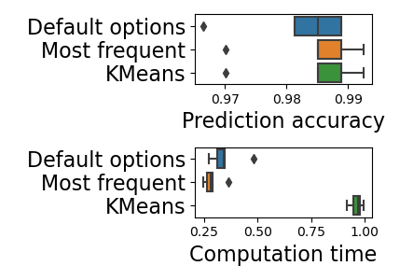 Default options
Most frequent
KMeans
0.97 0.98 0.99
Prediction accuracy
Default options
Most frequent
KMeans
0.25 0.50 0.75 1.00
Computation time